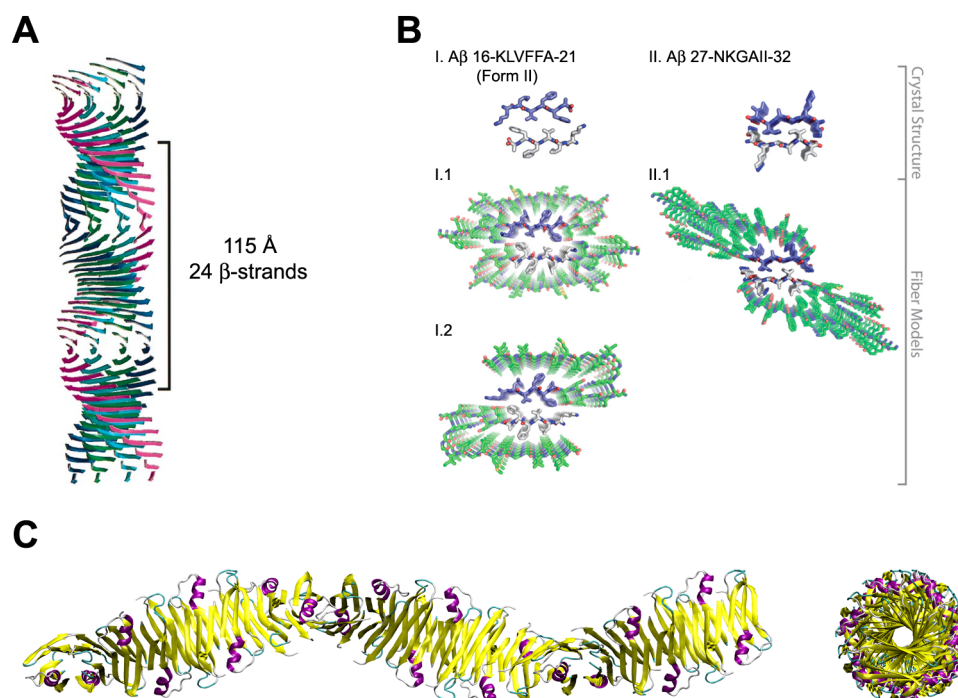 A
115 Å
24 β-strands
B
I. Aβ 16-KLVFFA-21
(Form II)
II. Aβ 27-NKGAII-32
I.1
II.1
I.2
Crystal Structure
Fiber Models
C